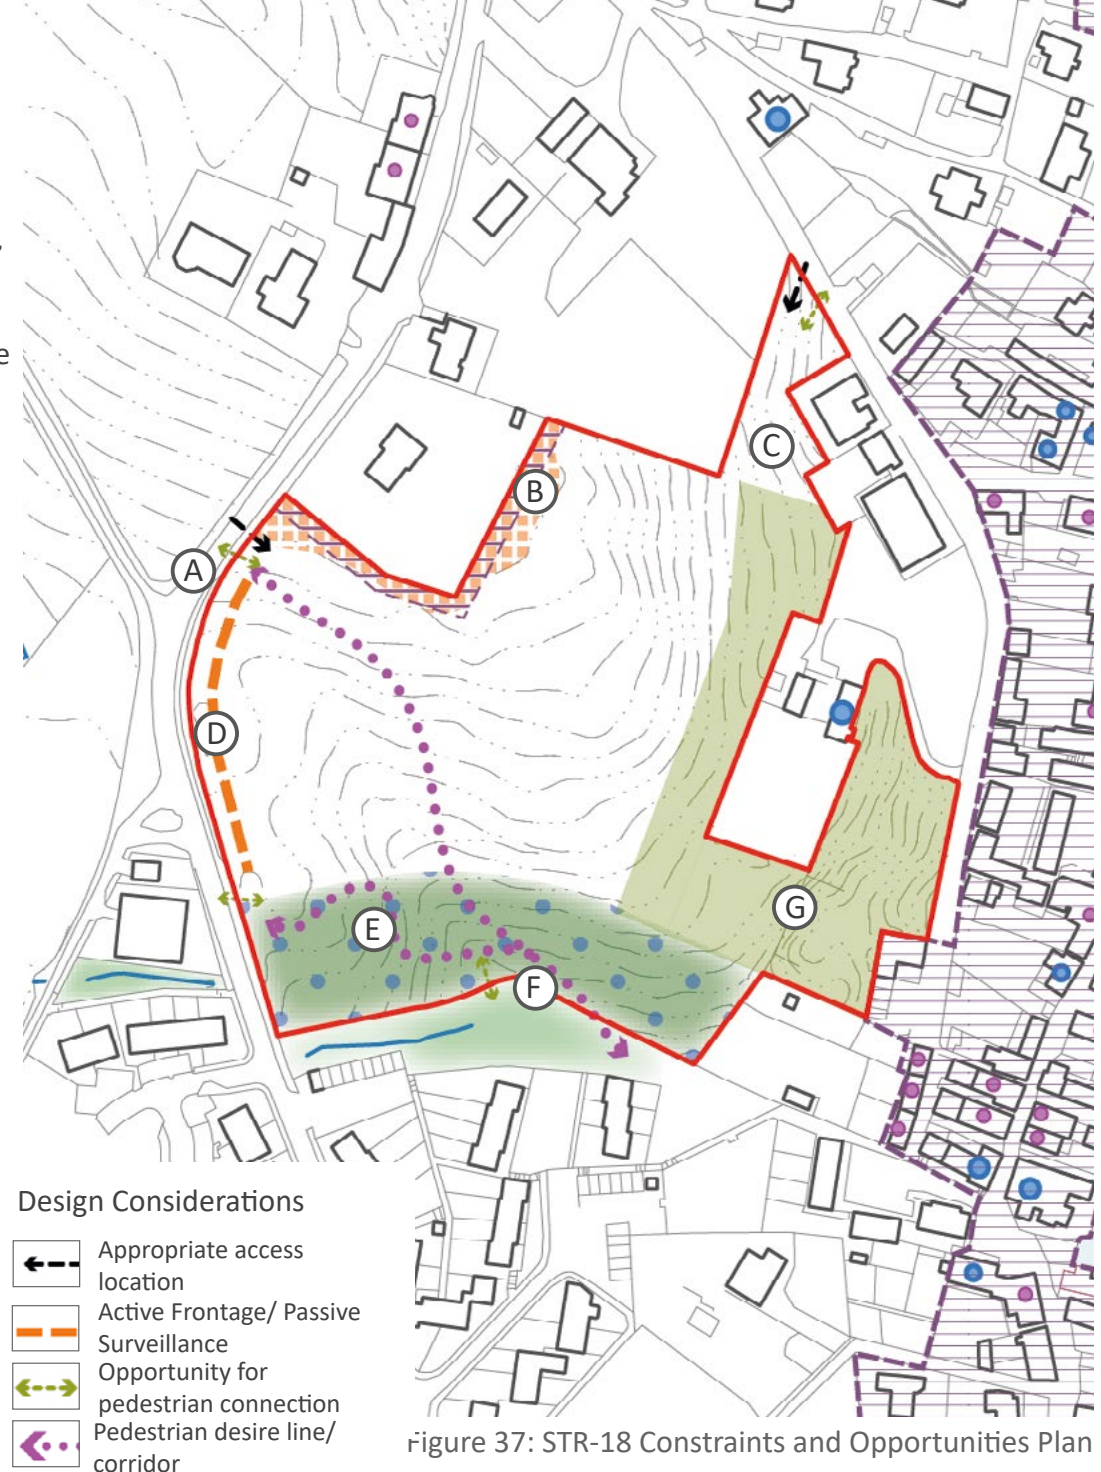 e
C
B
A
D
G
E
F
Design Considerations
Appropriate access
location
Active Frontage/ Passive
Surveillance
Opportunity for
pedestrian connection
Pedestrian desire line/
corridor
Figure 37: STR-18 Constraints and Opportunities Plan